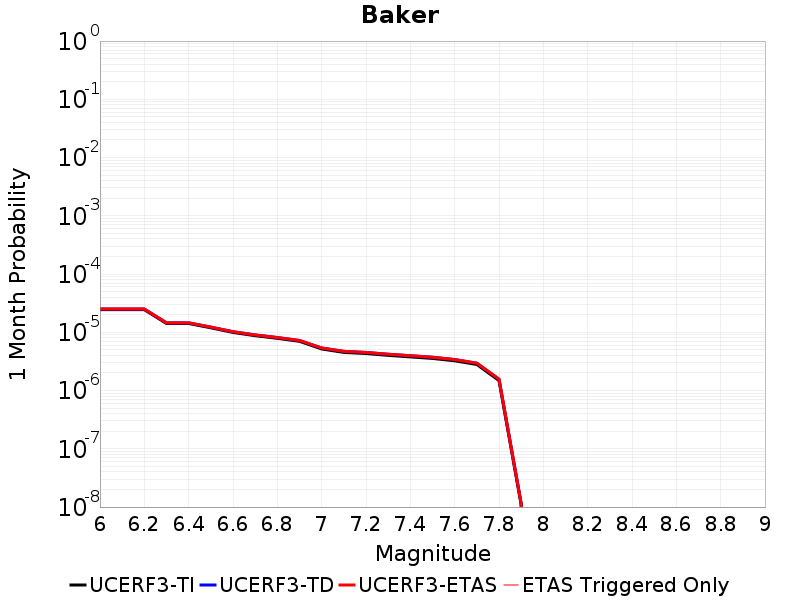 Baker
1 Month Probability
10^0
10^-1
10^-2
10^-3
10^-4
10^-5
10^-6
10^-7
10^-8
6 6.2 6.4 6.6 6.8 7 7.2 7.4 7.6 7.8 8 8.2 8.4 8.6 8.8 9
Magnitude
UCERF3-TI UCERF3-TD UCERF3-ETAS ETAS Triggered Only